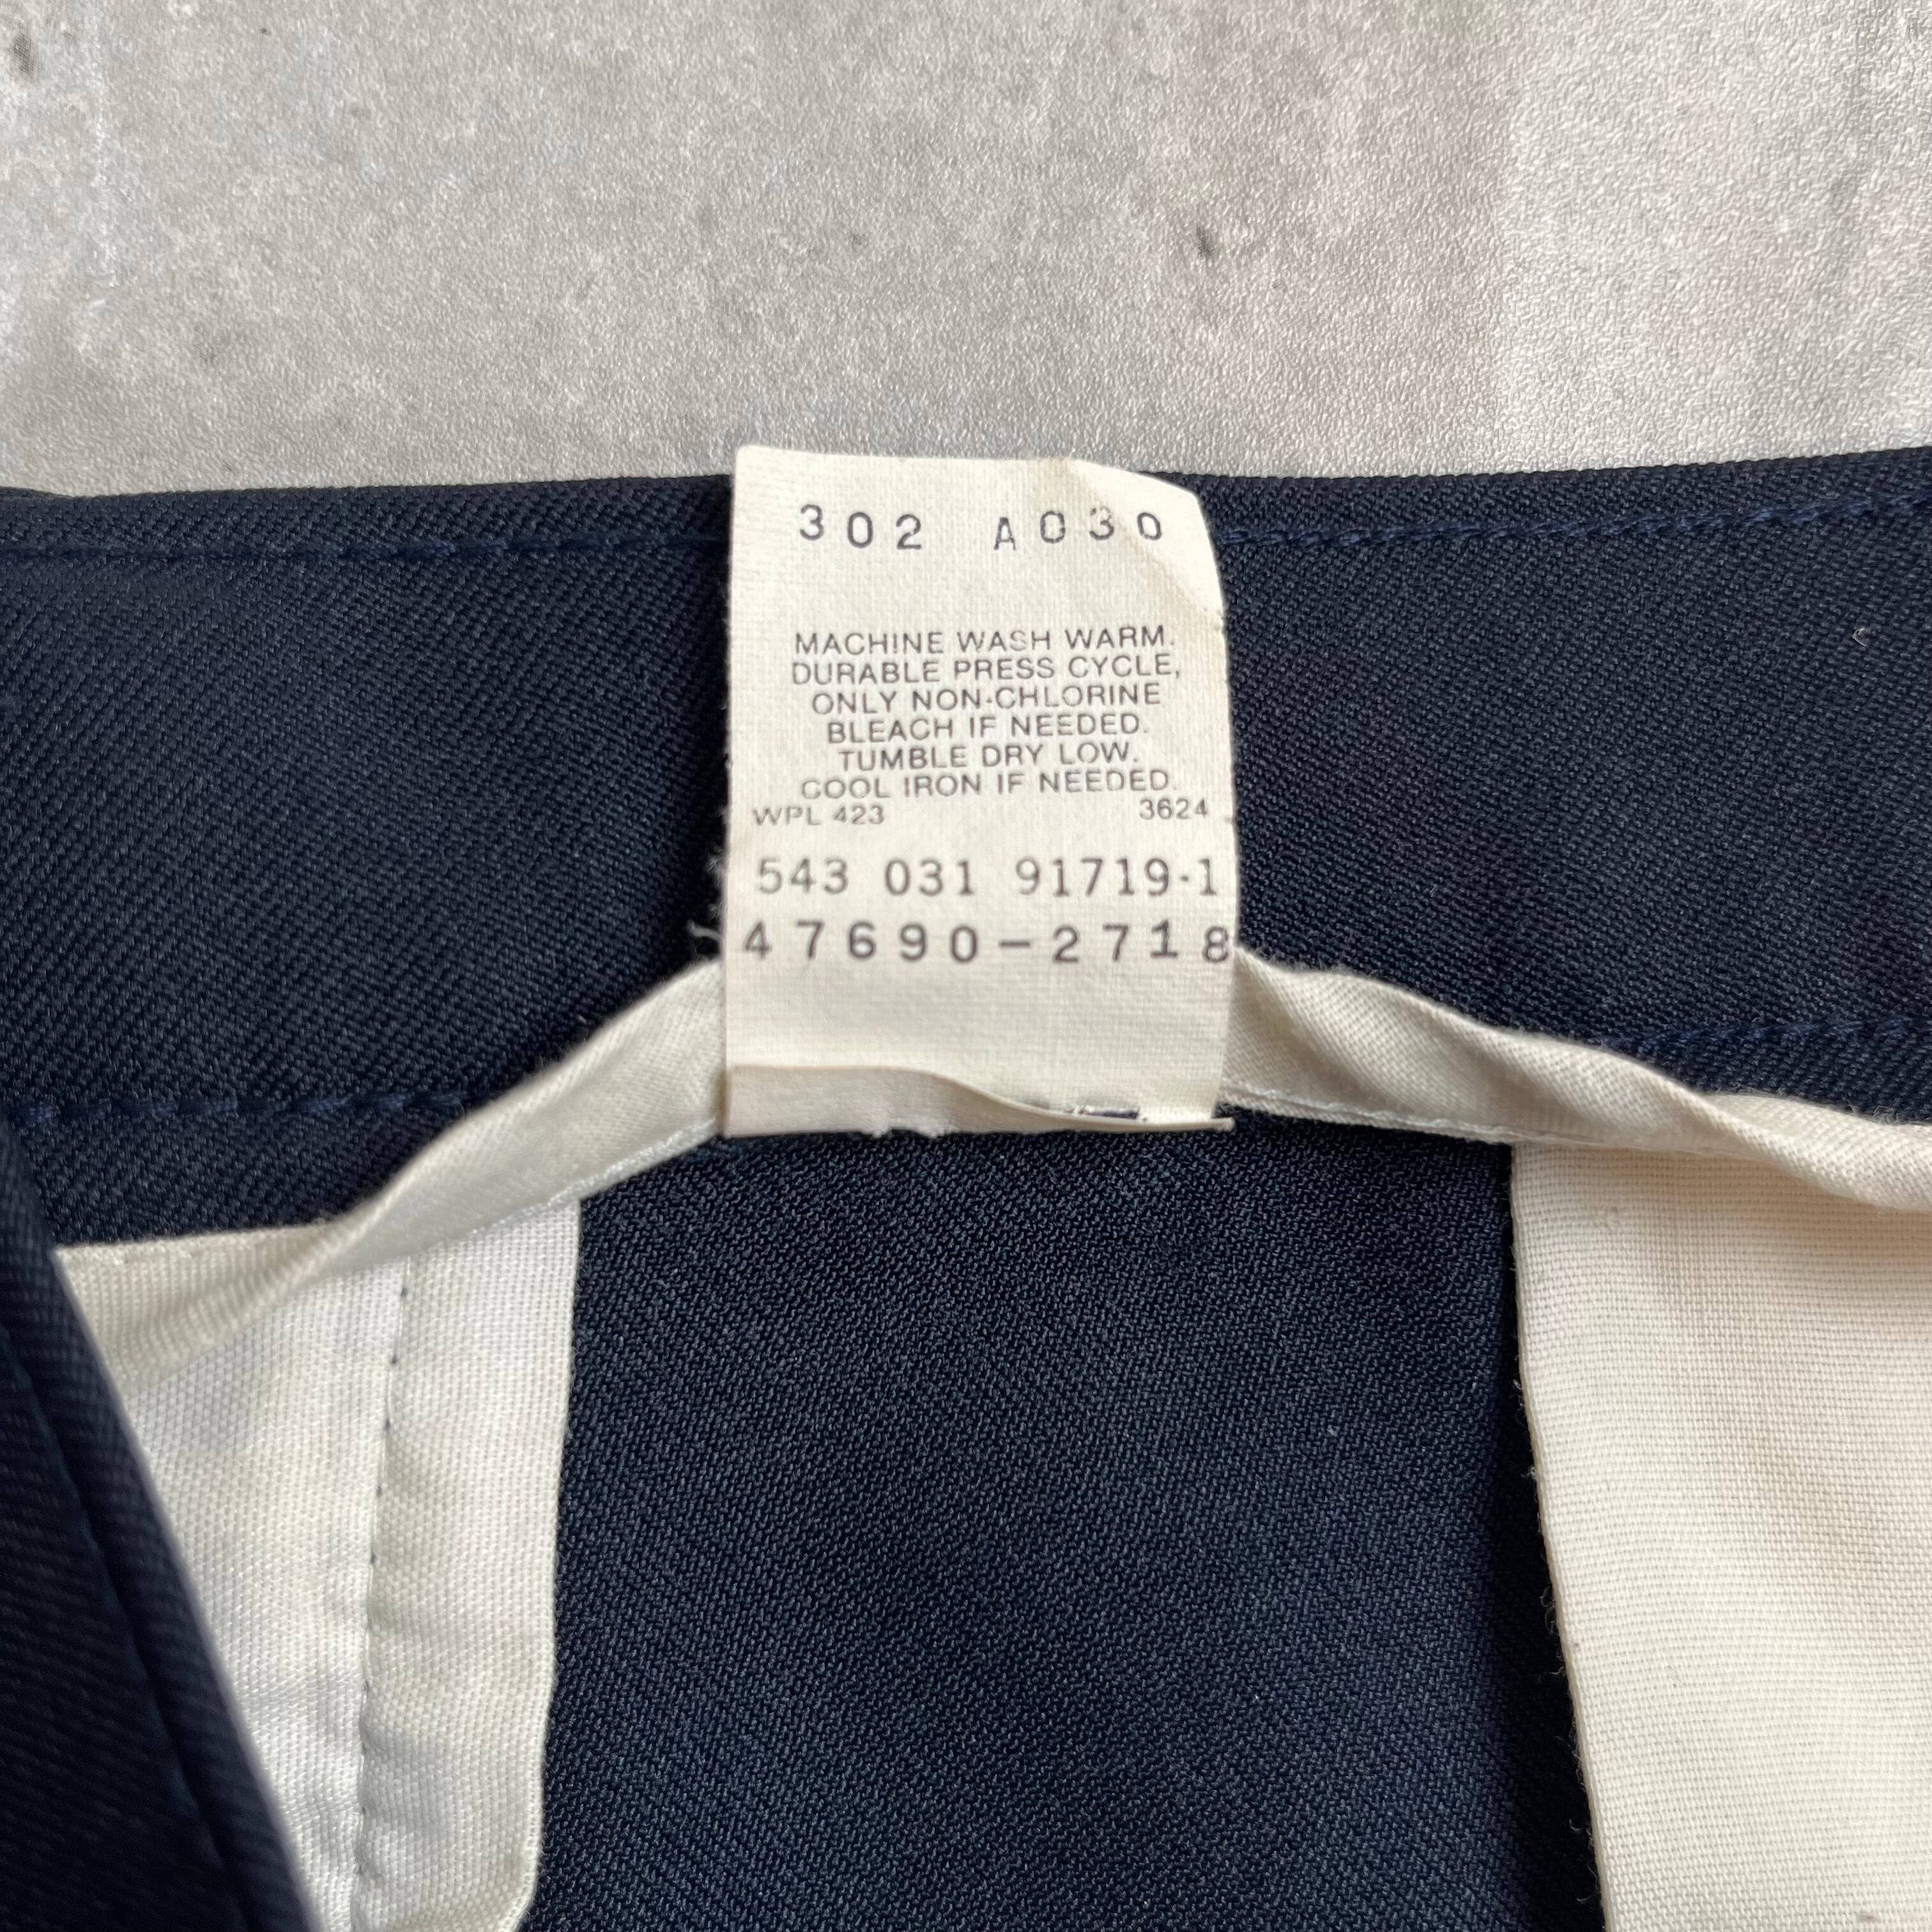 302 A030
MACHINE WASH WARM.
DURABLE PRESS CYCLE,
ONLY NON-CHLORINE
BLEACH IF NEEDED.
TUMBLE DRY LOW.
COOL IRON IF NEEDED.
WPL 423 3624
543 031 91719-1
47690-2718